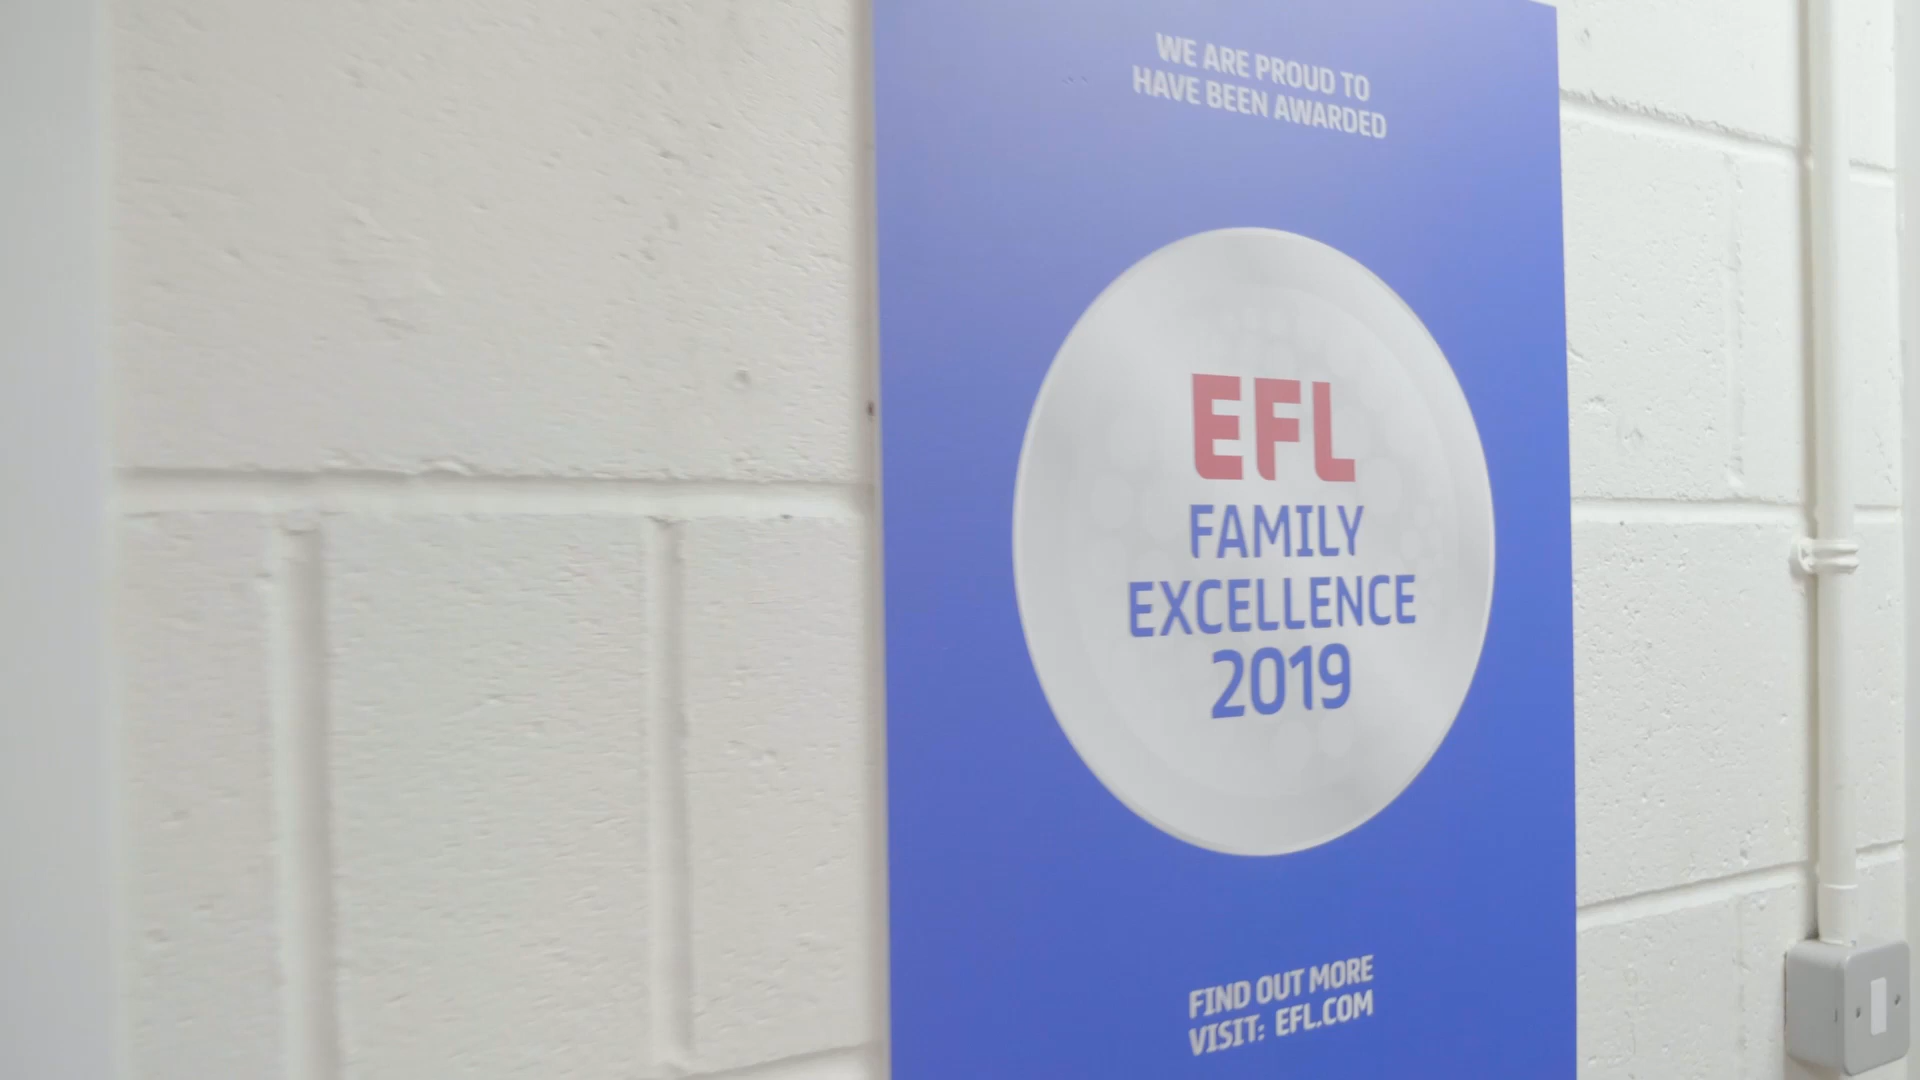 WE ARE PROUD TO
HAVE BEEN AWARDED
EFL
FAMILY
EXCELLENCE
2019
FIND OUT MORE
VISIT: EFL.COM